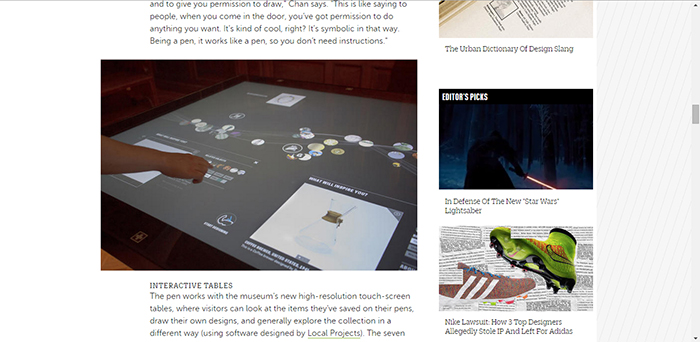 and to give you permission to draw," Chan says. "This is like saying to
people, when you come in the door, you've got permission to do
anything you want. It's kind of cool, right? It's symbolic in that way.
Being a pen, it works like a pen, so you don't need instructions."
WHAT WILL INSPIRE YOU?
INTERACTIVE TABLES
The pen works with the museum's new high-resolution touch-screen
tables, where visitors can look at the items they've saved on their pens,
draw their own designs, and generally explore the collection in a
different way (using software designed by Local Projects). The seven
The Urban Dictionary Of Design Slang
EDITOR'S PICKS
In Defense Of The New "Star Wars"
Lightsaber
Nike Lawsuit: How 3 Top Designers
Allegedly Stole IP And Left For Adidas